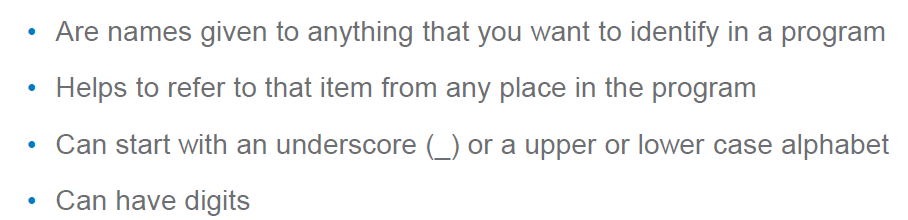 • Are names given to anything that you want to identify in a program
• Helps to refer to that item from any place in the program
• Can start with an underscore (_) or a upper or lower case alphabet
• Can have digits